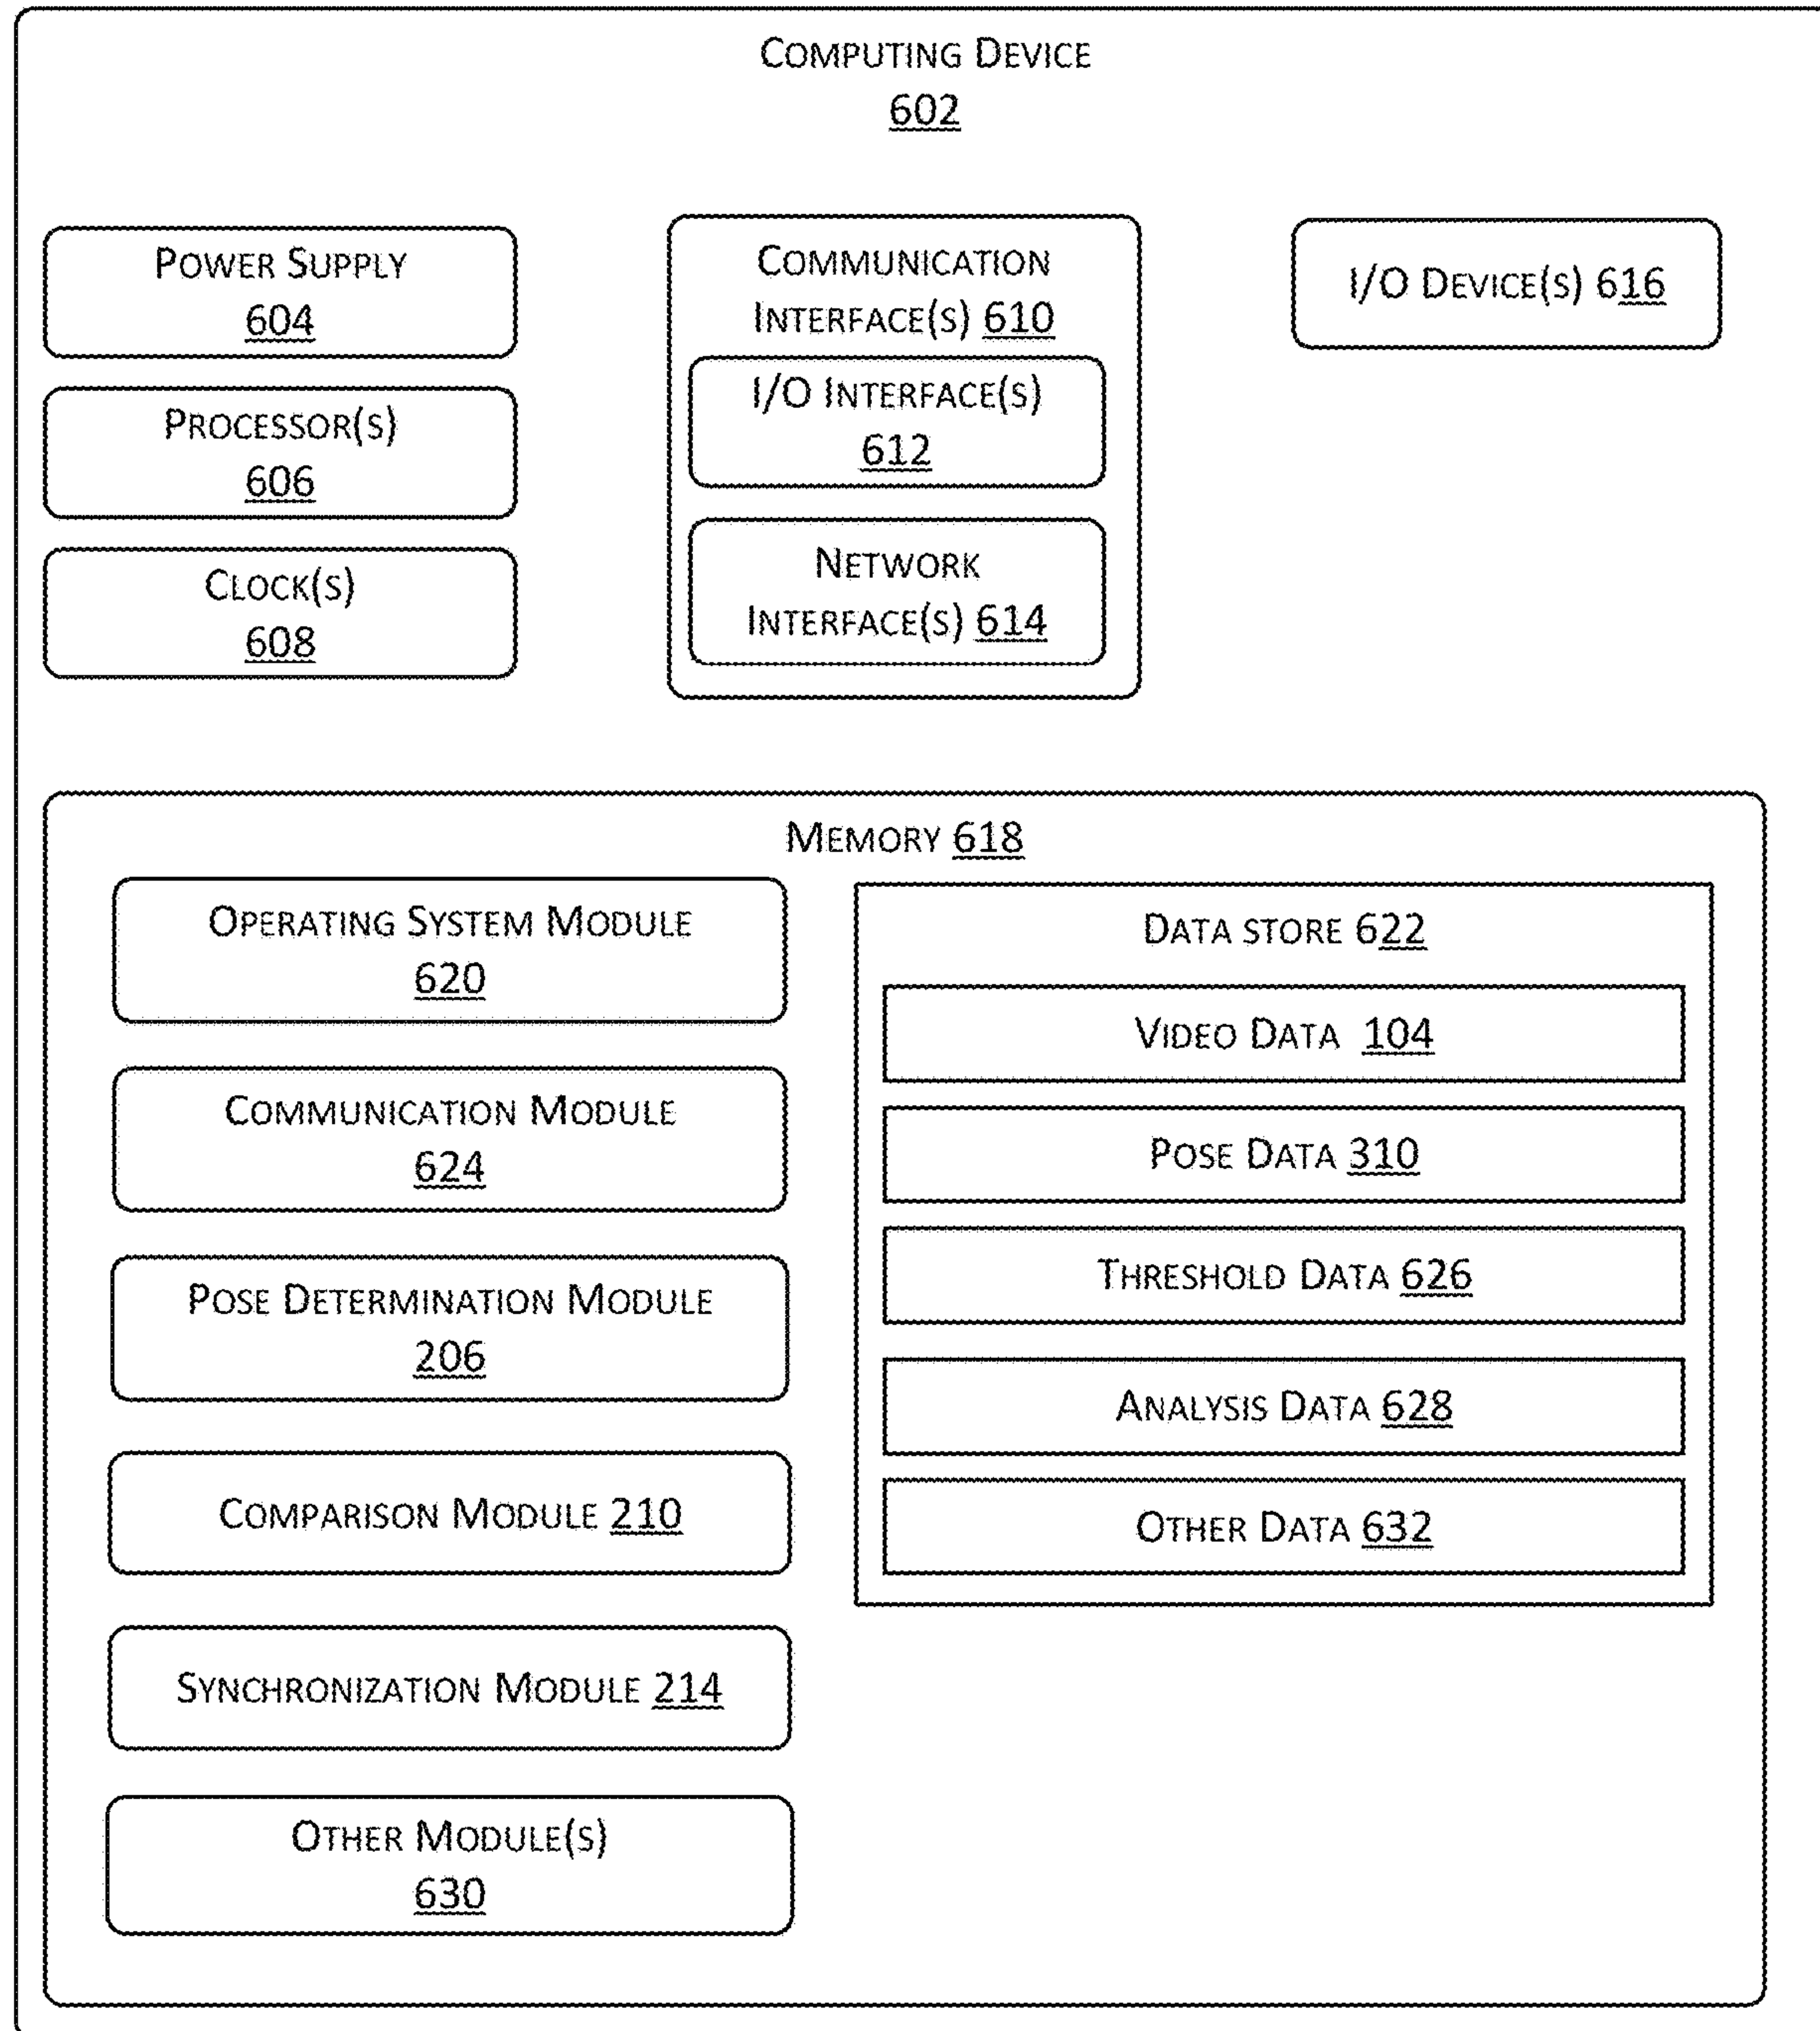 COMPUTING DEVICE
602
POWER SUPPLY
604
PROCESSOR(S)
606
CLOCK(S)
608
COMMUNICATION
INTERFACE(S) 610
I/O INTERFACE(S)
612
NETWORK
INTERFACE(S) 614
I/O DEVICE(S) 616
MEMORY 618
OPERATING SYSTEM MODULE
620
COMMUNICATION MODULE
624
POSE DETERMINATION MODULE
206
COMPARISON MODULE 210
SYNCHRONIZATION MODULE 214
OTHER MODULE(S)
630
DATA STORE 622
VIDEO DATA 104
POSE DATA 310
THRESHOLD DATA 626
ANALYSIS DATA 628
OTHER DATA 632